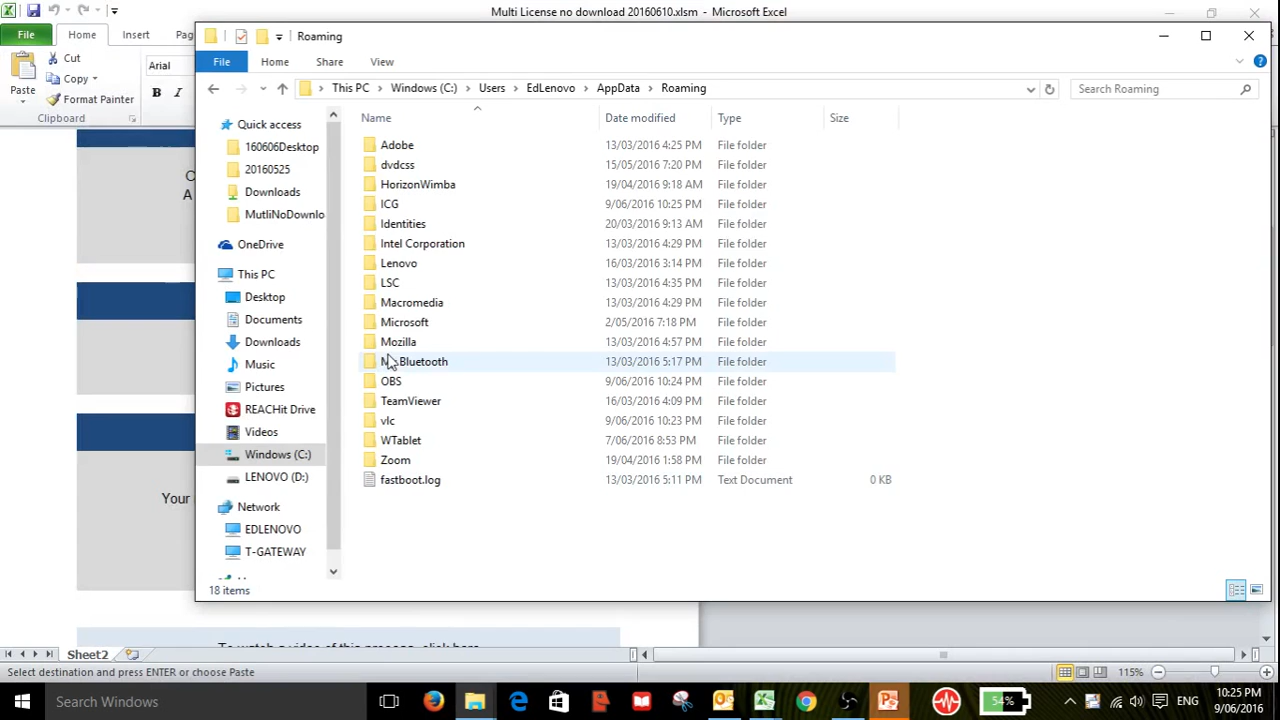 Multi License no download 20160610.xlsm - Microsoft Excel
File Home Insert Pag
Paste
Cut
Copy
Format Painter
Clipboard
Arial
B I
Roaming
File Home Share View
This PC > Windows (C:) > Users > EdLenovo > AppData > Roaming
Search Roaming
Name Date modified Type Size
Quick access
160606Desktop
20160525
Downloads
MutliNoDownlo
OneDrive
This PC
Desktop
Documents
Downloads
Music
Pictures
REACHit Drive
Videos
Windows (C:)
LENOVO (D:)
Network
EDLENOVO
T-GATEWAY
Adobe 13/03/2016 4:25 PM File folder
dvdcss 15/05/2016 7:20 PM File folder
HorizonWimba 19/04/2016 9:18 AM File folder
ICG 9/06/2016 10:25 PM File folder
Identities 20/03/2016 9:13 AM File folder
Intel Corporation 13/03/2016 4:29 PM File folder
Lenovo 16/03/2016 3:14 PM File folder
LSC 13/03/2016 4:35 PM File folder
Macromedia 13/03/2016 4:29 PM File folder
Microsoft 2/05/2016 7:18 PM File folder
Mozilla 13/03/2016 4:57 PM File folder
Bluetooth 13/03/2016 5:17 PM File folder
OBS 9/06/2016 10:24 PM File folder
TeamViewer 16/03/2016 4:09 PM File folder
vlc 9/06/2016 10:23 PM File folder
WTablet 7/06/2016 8:53 PM File folder
Zoom 19/04/2016 1:58 PM File folder
fastboot.log 13/03/2016 5:11 PM Text Document 0 KB
18 items
Your
To watch a video of this process, click here
Sheet2
Select destination and press ENTER or choose Paste
115%
Search Windows
54%
ENG
10:25 PM
9/06/2016